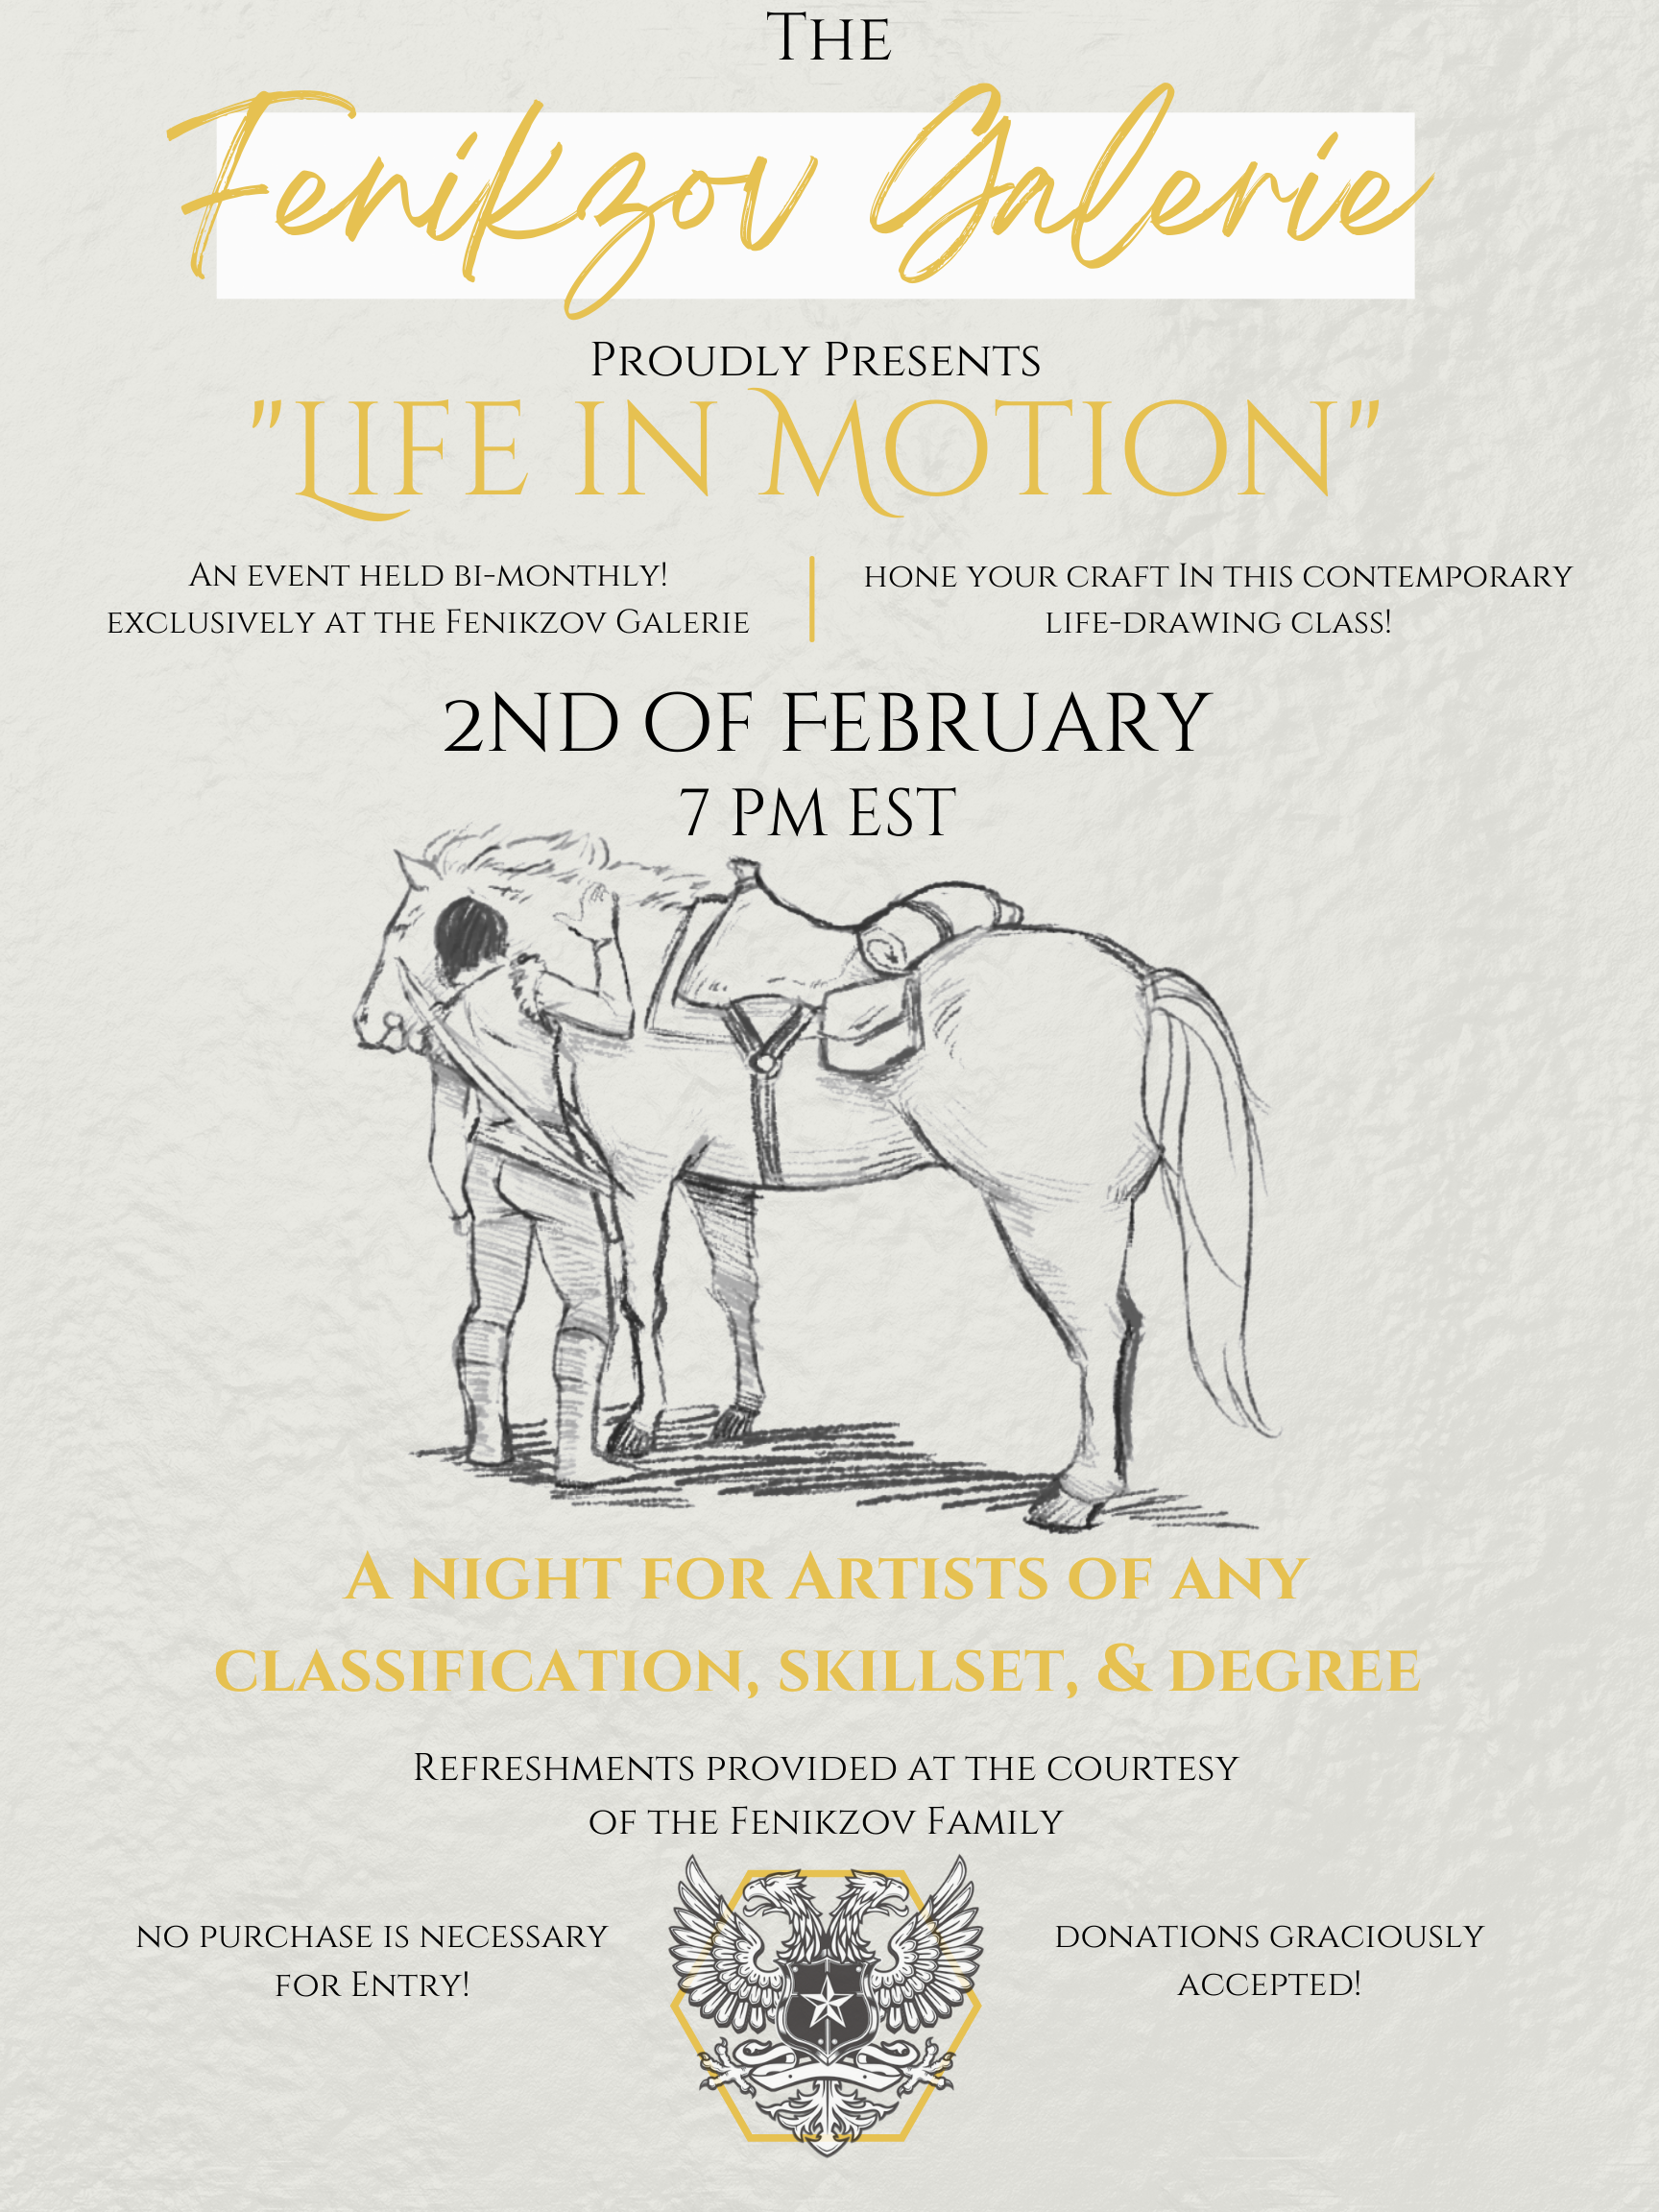 The
Fenikzov Galerie
Proudly Presents
"Life in Motion"
An event held bi-monthly!
exclusively at the Fenikzov Galerie
hone your craft In this contemporary
life-drawing class!
2nd of February
7 PM EST
A night for Artists of any
classification, skillset, & degree
Refreshments provided at the courtesy
of the Fenikzov Family
no purchase is necessary
for Entry!
donations graciously
accepted!